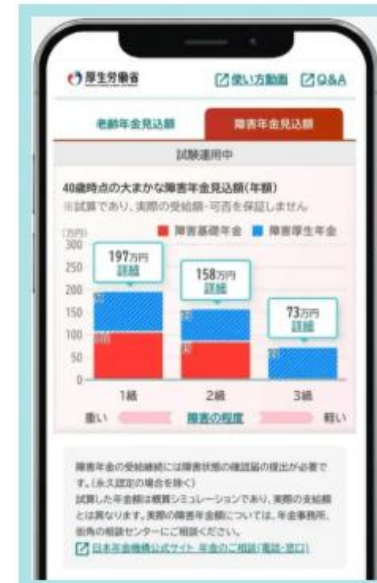 厚生労働省
使い方動画 Q&A
老齢年金見込額 障害年金見込額
試験運用中
40歳時点の大まかな障害年金見込額(年額)
※試算であり、実際の受給額・可否を保証しません
(万円) 障害基礎年金 障害厚生年金
300
250
200
150
100
50
0
197万円
詳細
158万円
詳細
73万円
詳細
1級 2級 3級
重い 障害の程度 軽い
障害年金の受給継続には障害状態の確認届の提出が必要で
す。(永久認定の場合を除く)
試算した年金額は概算シミュレーションであり、実際の支給額
とは異なります。実際の障害年金額については、年金事務所、
街角の相談センターにご相談ください。
日本年金機構公式サイト 年金のご相談(電話・窓口)